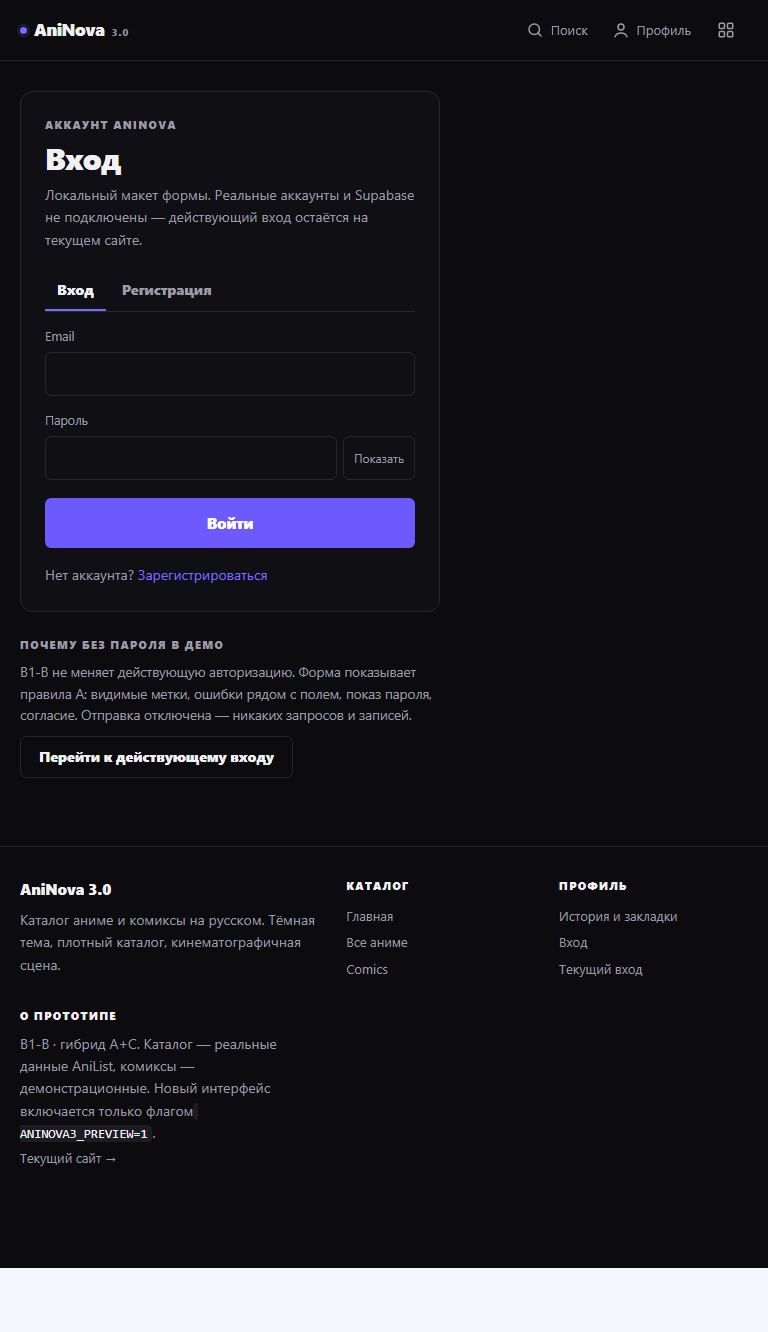 AniNova 3.0
Поиск
Профиль
АККАУНТ ANINOVA
Вход
Локальный макет формы. Реальные аккаунты и Supabase
не подключены — действующий вход остаётся на
текущем сайте.
Вход
Регистрация
Email
Пароль
Показать
Войти
Нет аккаунта? Зарегистрироваться
ПОЧЕМУ БЕЗ ПАРОЛЯ В ДЕМО
B1-B не меняет действующую авторизацию. Форма показывает
правила A: видимые метки, ошибки рядом с полем, показ пароля,
согласие. Отправка отключена — никаких запросов и записей.
Перейти к действующему входу
AniNova 3.0
Каталог аниме и комиксы на русском. Тёмная
тема, плотный каталог, кинематографичная
сцена.
КАТАЛОГ
Главная
Все аниме
Comics
ПРОФИЛЬ
История и закладки
Вход
Текущий вход
О ПРОТОТИПЕ
B1-B · гибрид A+C. Каталог — реальные
данные AniList, комиксы —
демонстрационные. Новый интерфейс
включается только флагом
ANINOVA3_PREVIEW=1 .
Текущий сайт →